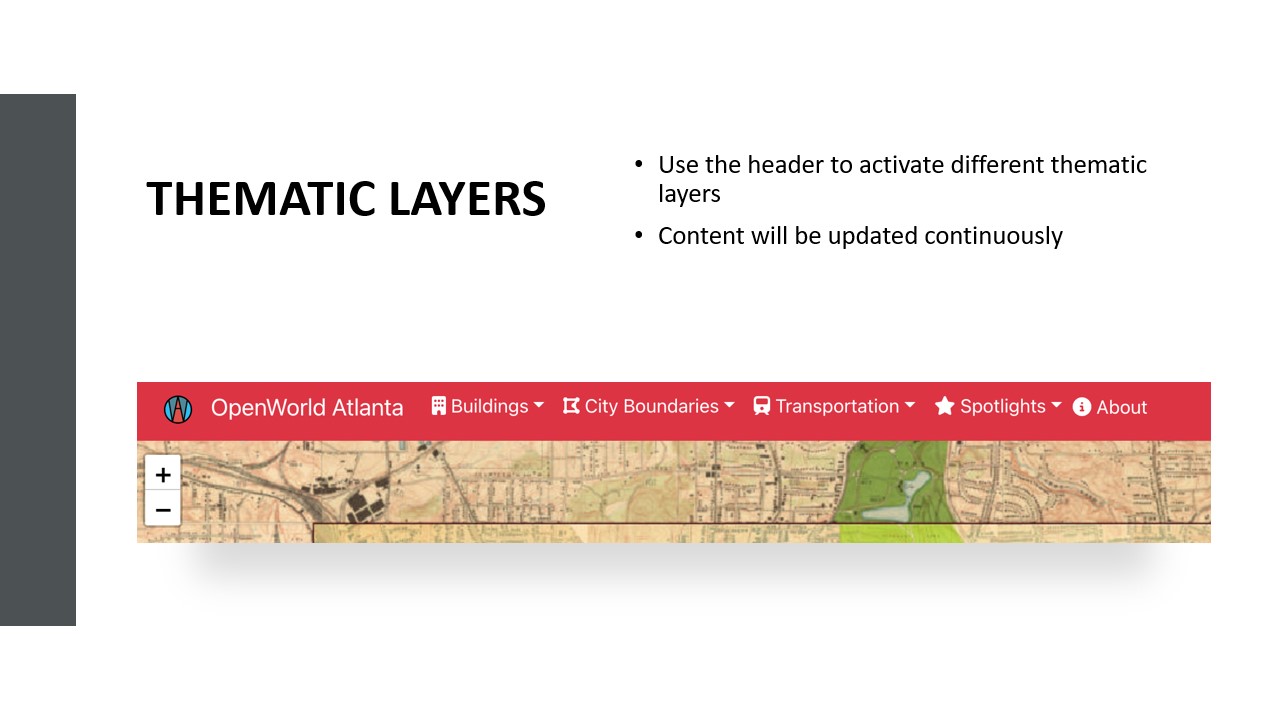 THEMATIC LAYERS
• Use the header to activate different thematic
layers
• Content will be updated continuously
OpenWorld Atlanta Buildings City Boundaries Transportation Spotlights About
+
−